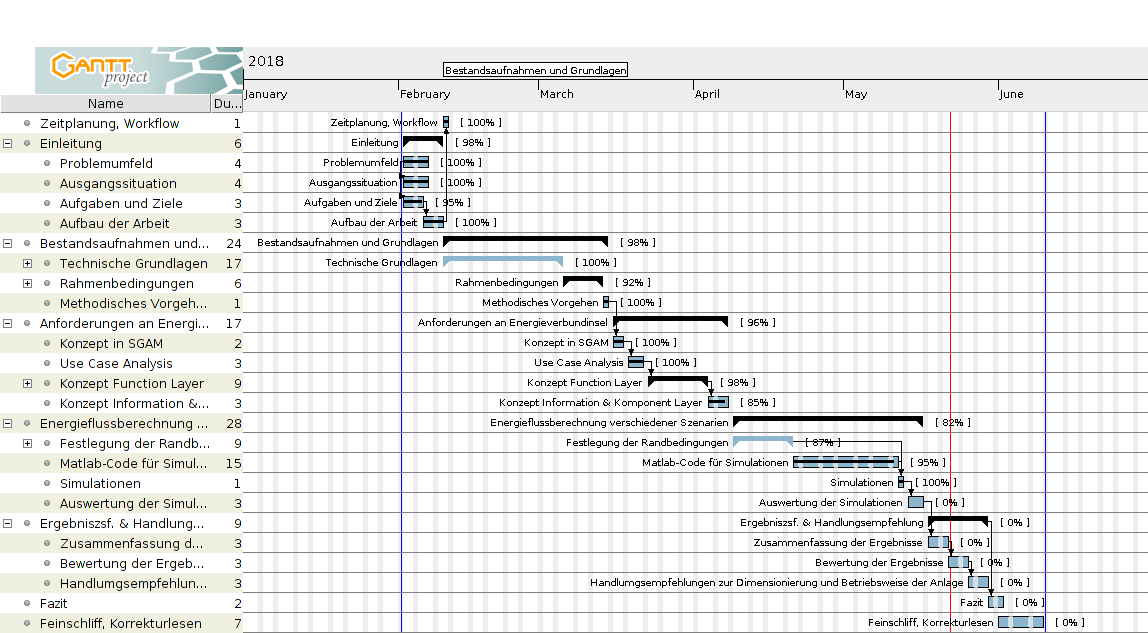 2018
Bestandsaufnahmen und Grundlagen
GANTT project
January February March April May June
Name Du...
Zeitplanung, Workflow 1 Zeitplanung, Workflow [ 100% ]
Einleitung 6 Einleitung [ 98% ]
Problemumfeld 4 Problemumfeld [ 100% ]
Ausgangssituation 4 Ausgangssituation [ 100% ]
Aufgaben und Ziele 3 Aufgaben und Ziele [ 95% ]
Aufbau der Arbeit 3 Aufbau der Arbeit [ 100% ]
Bestandsaufnahmen und... 24 Bestandsaufnahmen und Grundlagen [ 98% ]
Technische Grundlagen 17 Technische Grundlagen [ 100% ]
Rahmenbedingungen 6 Rahmenbedingungen [ 92% ]
Methodisches Vorgeh... 1 Methodisches Vorgehen [ 100% ]
Anforderungen an Energi... 17 Anforderungen an Energieverbundinsel [ 96% ]
Konzept in SGAM 2 Konzept in SGAM [ 100% ]
Use Case Analysis 3 Use Case Analysis [ 100% ]
Konzept Function Layer 9 Konzept Function Layer [ 98% ]
Konzept Information &... 3 Konzept Information & Komponent Layer [ 85% ]
Energieflussberechnung ... 28 Energieflussberechnung verschiedener Szenarien [ 82% ]
Festlegung der Randb... 9 Festlegung der Randbedingungen [ 87% ]
Matlab-Code für Simul... 15 Matlab-Code für Simulationen [ 95% ]
Simulationen 1 Simulationen [ 100% ]
Auswertung der Simul... 3 Auswertung der Simulationen [ 0% ]
Ergebniszsf. & Handlung... 9 Ergebniszsf. & Handlungsempfehlung [ 0% ]
Zusammenfassung d... 3 Zusammenfassung der Ergebnisse [ 0% ]
Bewertung der Ergeb... 3 Bewertung der Ergebnisse [ 0% ]
Handlumgsempfehlun... 3 Handlumgsempfehlungen zur Dimensionierung und Betriebsweise der Anlage [ 0% ]
Fazit 2 Fazit [ 0% ]
Feinschliff, Korrekturlesen 7 Feinschliff, Korrekturlesen [ 0% ]